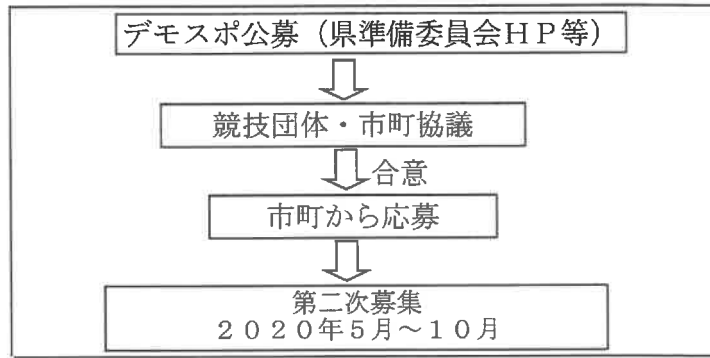 デモスポ公募（県準備委員会ＨＰ等）
競技団体・市町協議
合意
市町から応募
第二次募集
２０２０年５月～１０月